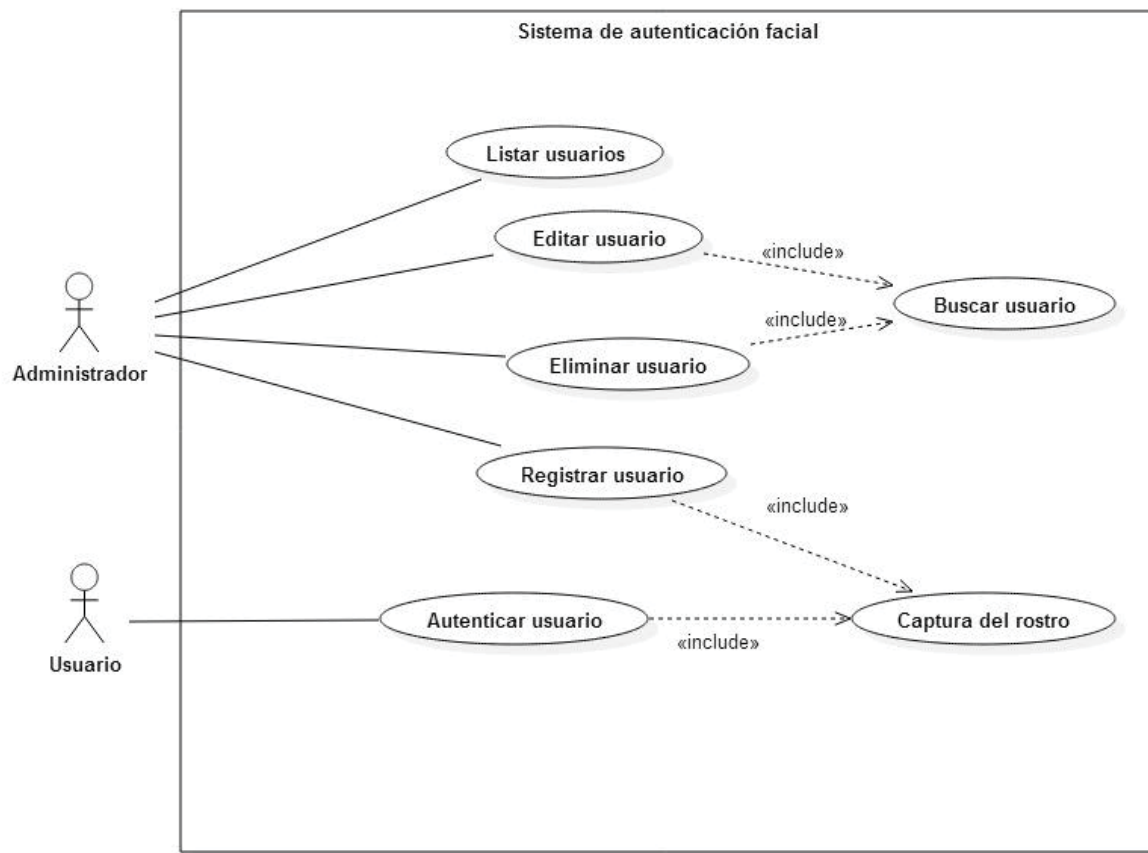 Sistema de autenticación facial
Listar usuarios
Editar usuario
«include»
Buscar usuario
«include»
Eliminar usuario
Administrador
Registrar usuario
«include»
Autenticar usuario
«include»
Captura del rostro
Usuario